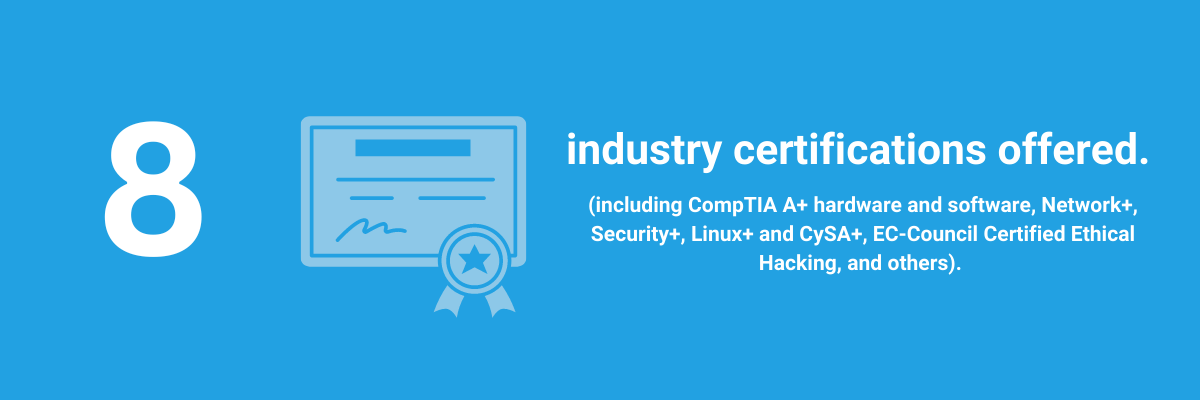 8
industry certifications offered.
(including CompTIA A+ hardware and software, Network+,
Security+, Linux+ and CySA+, EC-Council Certified Ethical
Hacking, and others).